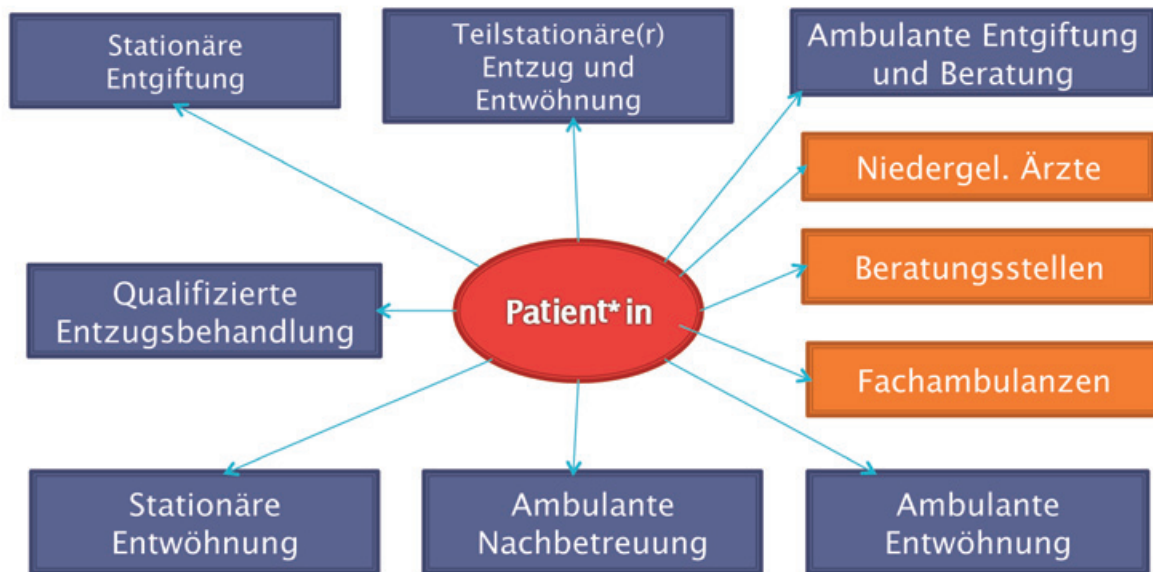 Stationäre
Entgiftung
Teilstationäre(r)
Entzug und
Entwöhnung
Ambulante Entgiftung
und Beratung
Niedergel. Ärzte
Beratungsstellen
Fachambulanzen
Qualifizierte
Entzugsbehandlung
Patient*in
Stationäre
Entwöhnung
Ambulante
Nachbetreuung
Ambulante
Entwöhnung